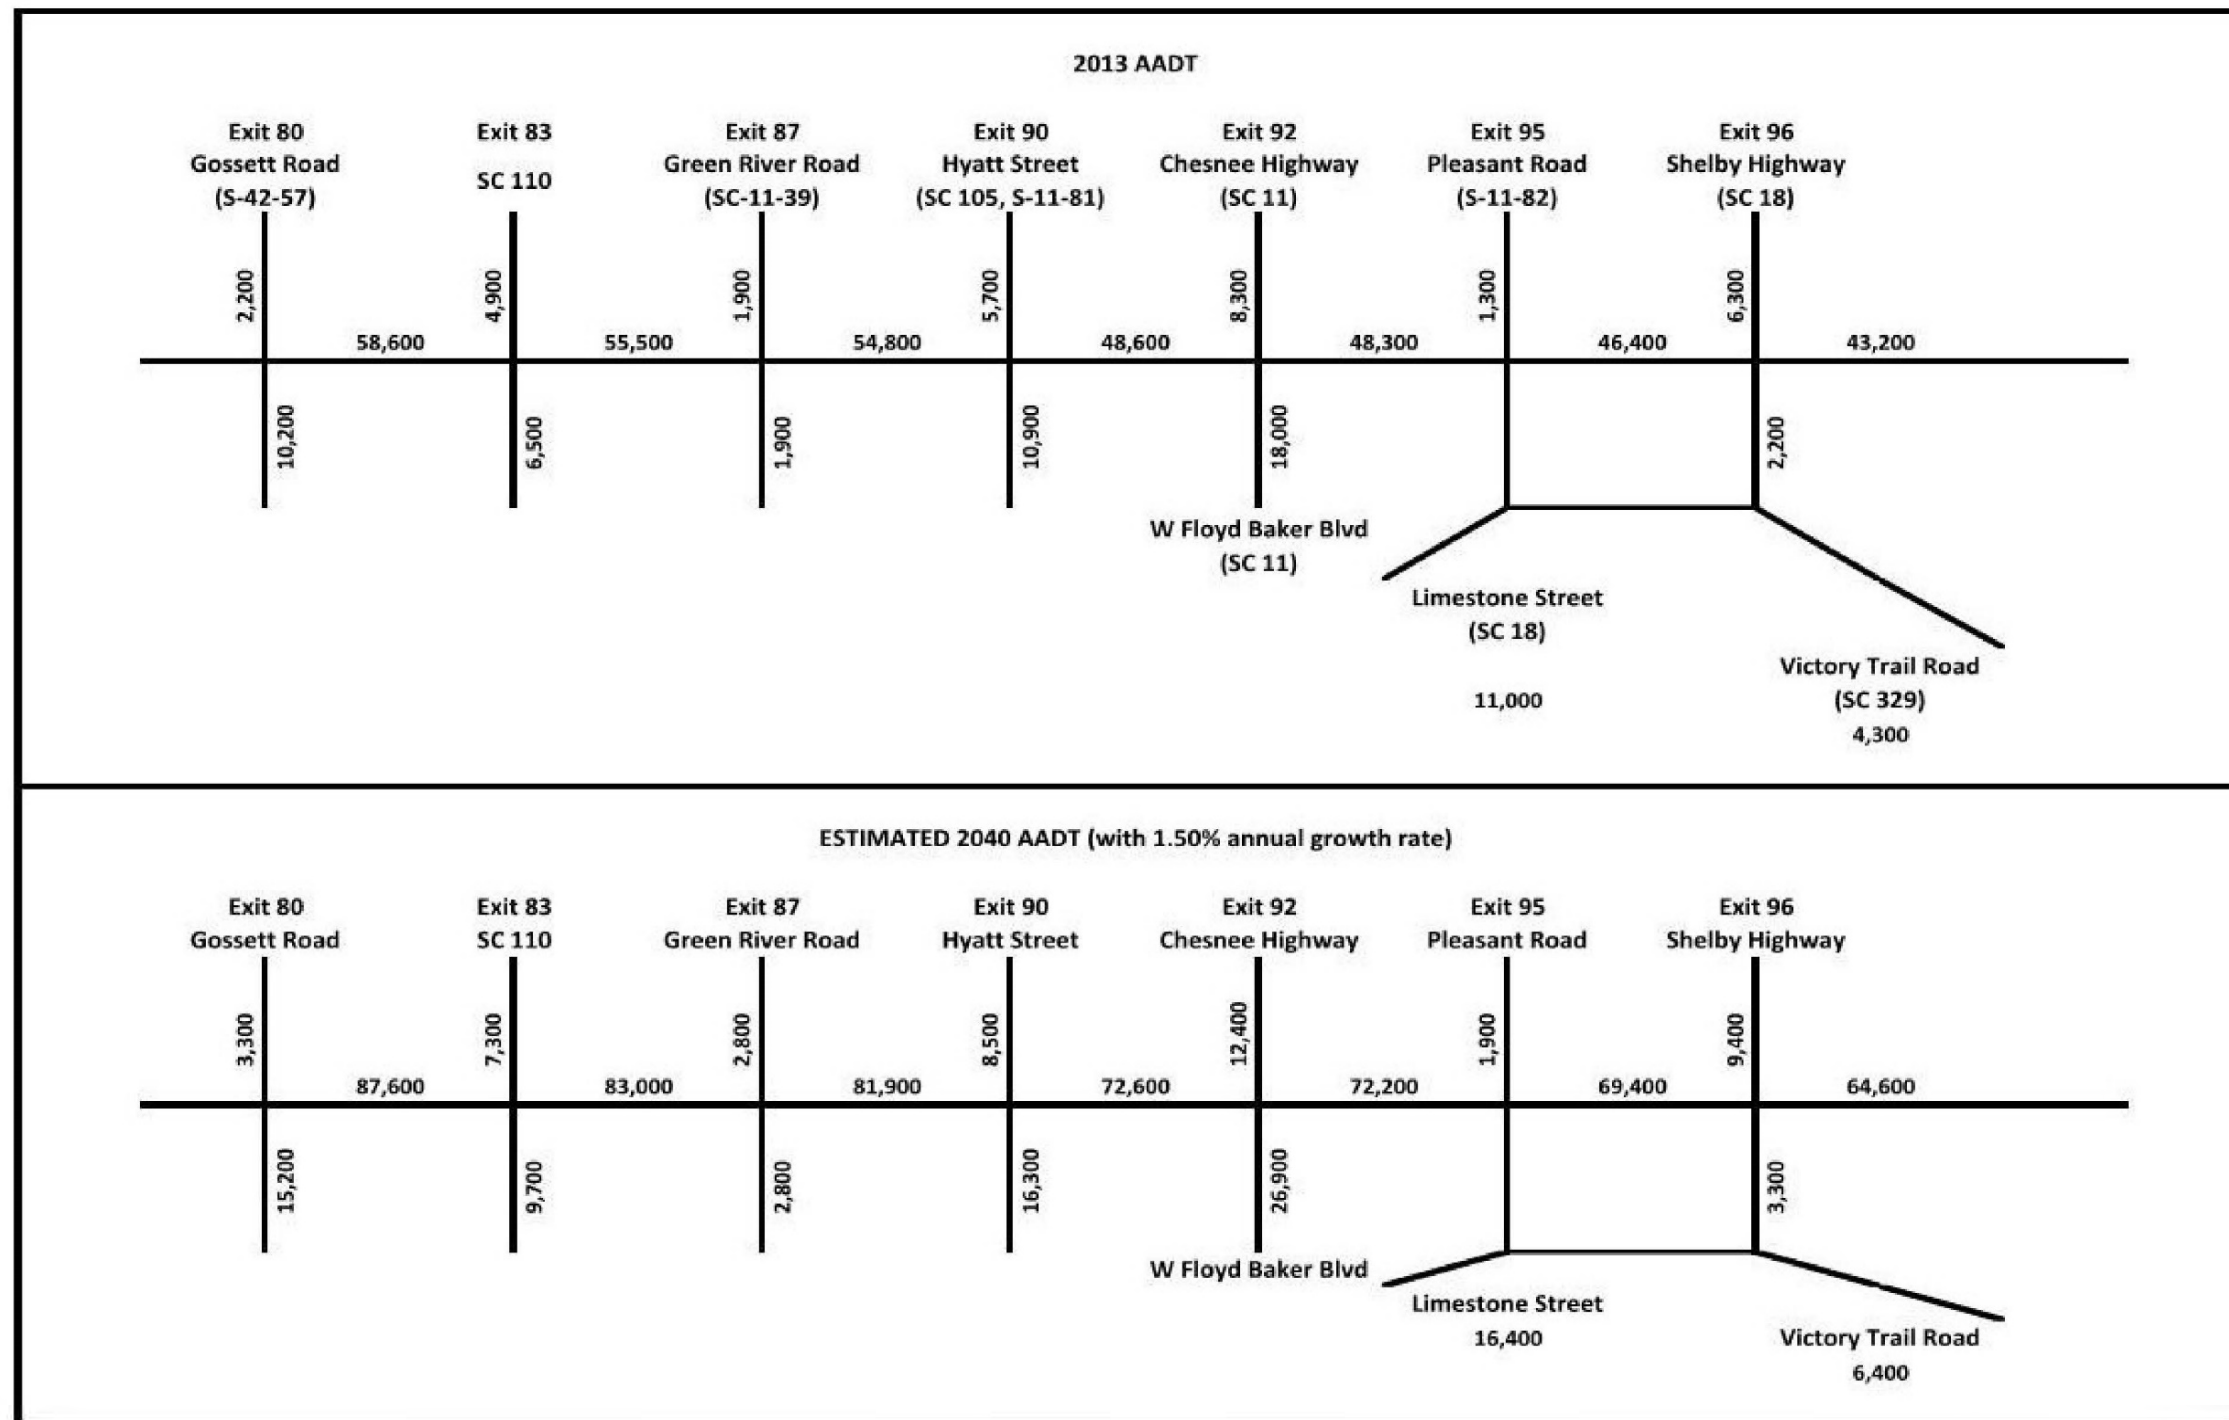 2013 AADT
Exit 80
Gossett Road
(S-42-57)
Exit 83
SC 110
Exit 87
Green River Road
(SC-11-39)
Exit 90
Hyatt Street
(SC 105, S-11-81)
Exit 92
Chesnee Highway
(SC 11)
Exit 95
Pleasant Road
(S-11-82)
Exit 96
Shelby Highway
(SC 18)
2,200
4,900
1,900
5,700
8,300
1,300
6,300
58,600
55,500
54,800
48,600
48,300
46,400
43,200
10,200
6,500
1,900
10,900
18,000
2,200
W Floyd Baker Blvd
(SC 11)
Limestone Street
(SC 18)
11,000
Victory Trail Road
(SC 329)
4,300
ESTIMATED 2040 AADT (with 1.50% annual growth rate)
Exit 80
Gossett Road
Exit 83
SC 110
Exit 87
Green River Road
Exit 90
Hyatt Street
Exit 92
Chesnee Highway
Exit 95
Pleasant Road
Exit 96
Shelby Highway
3,300
7,300
2,800
8,500
12,400
1,900
9,400
87,600
83,000
81,900
72,600
72,200
69,400
64,600
15,200
9,700
2,800
16,300
26,900
3,300
W Floyd Baker Blvd
Limestone Street
16,400
Victory Trail Road
6,400